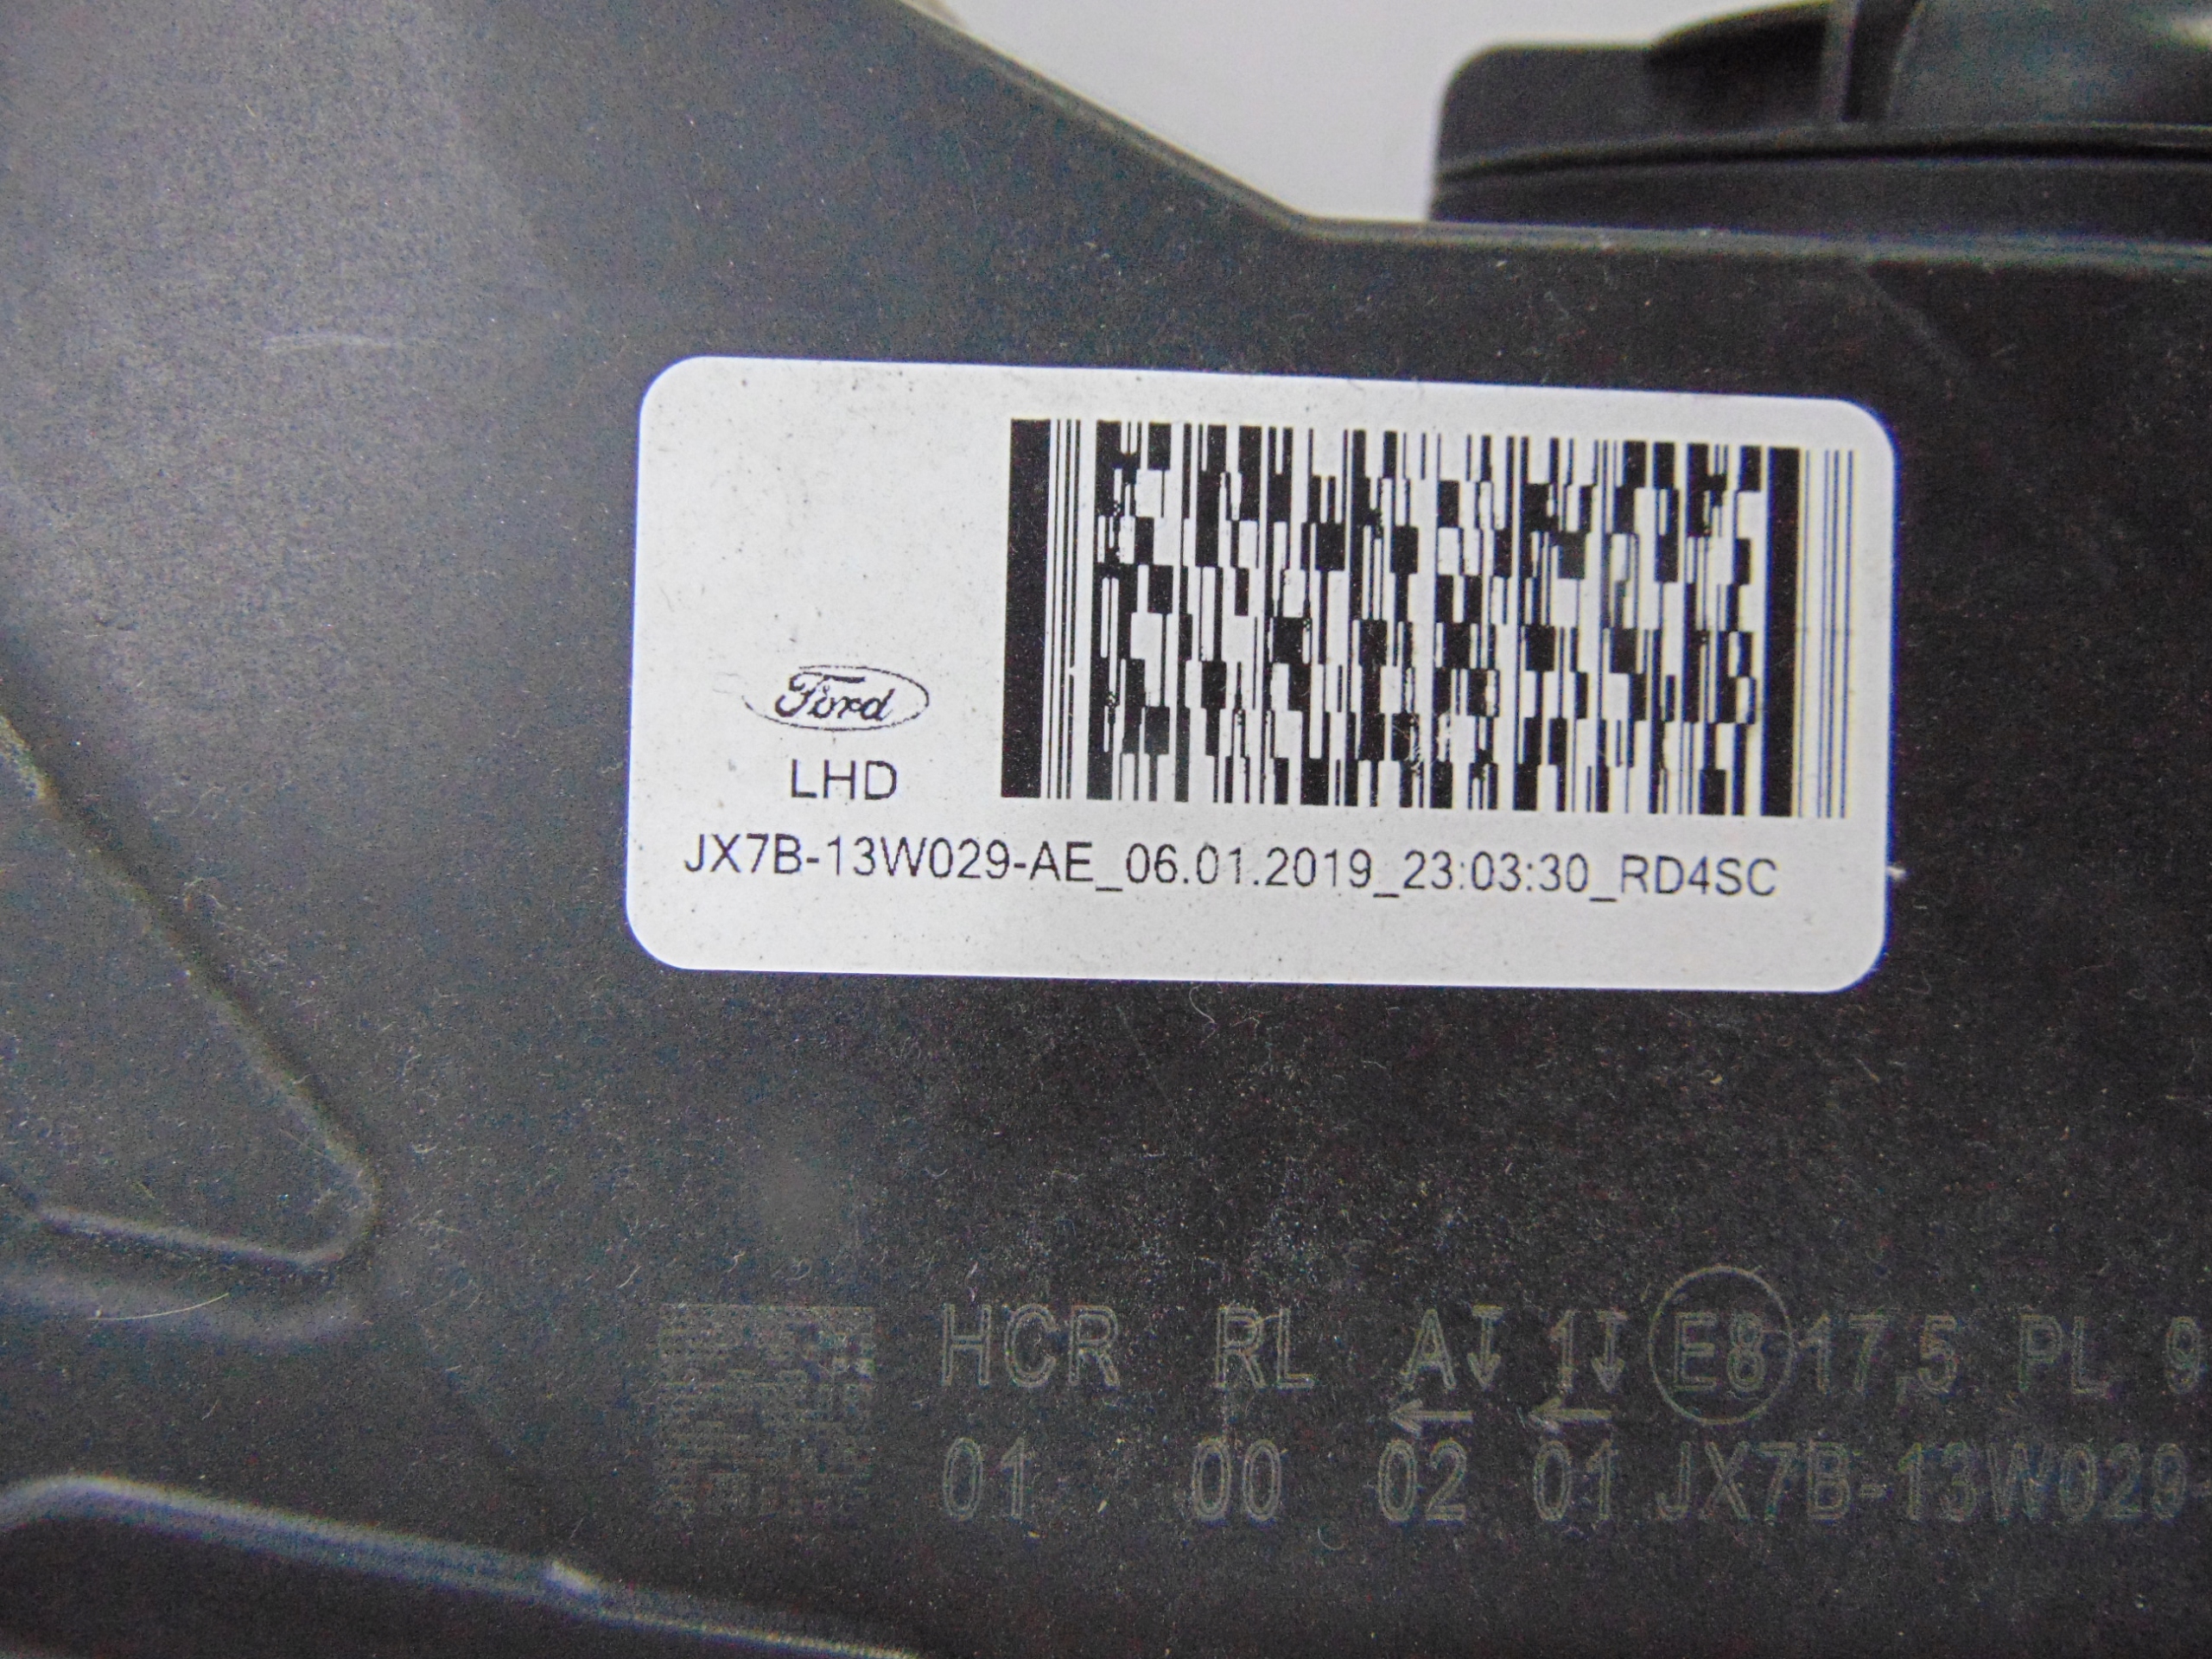 Ford
LHD
JX7B-13W029-AE_06.01.2019_23:03:30_RD4SC
HCR RL A 1 E8 17,5 PL 9
01 00 02 01 JX7B-13W029-